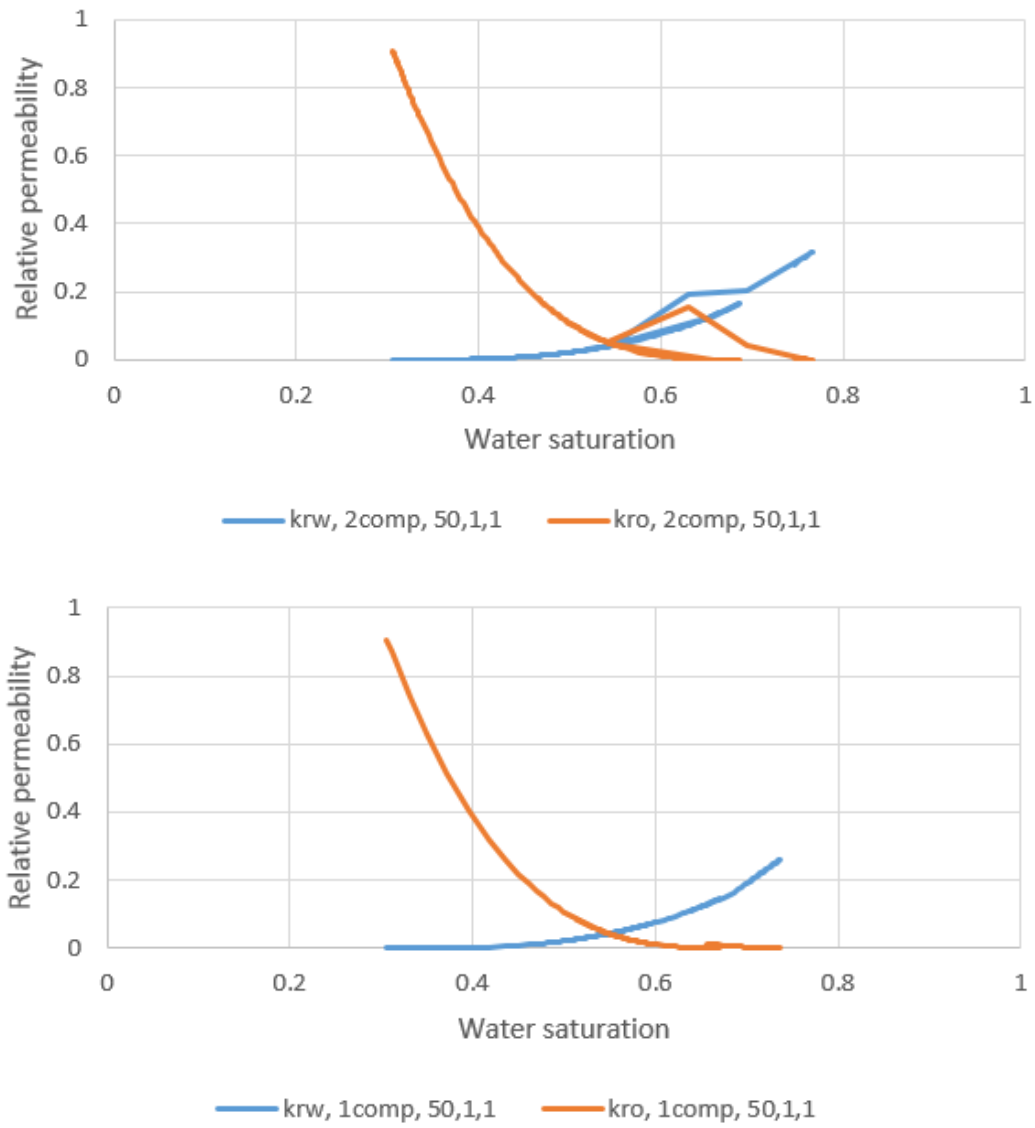 1
0.8
0.6
0.4
0.2
0
Relative permeability
0 0.2 0.4 0.6 0.8 1
Water saturation
krw, 2comp, 50,1,1 kro, 2comp, 50,1,1
1
0.8
0.6
0.4
0.2
0
Relative permeability
0 0.2 0.4 0.6 0.8 1
Water saturation
krw, 1comp, 50,1,1 kro, 1comp, 50,1,1